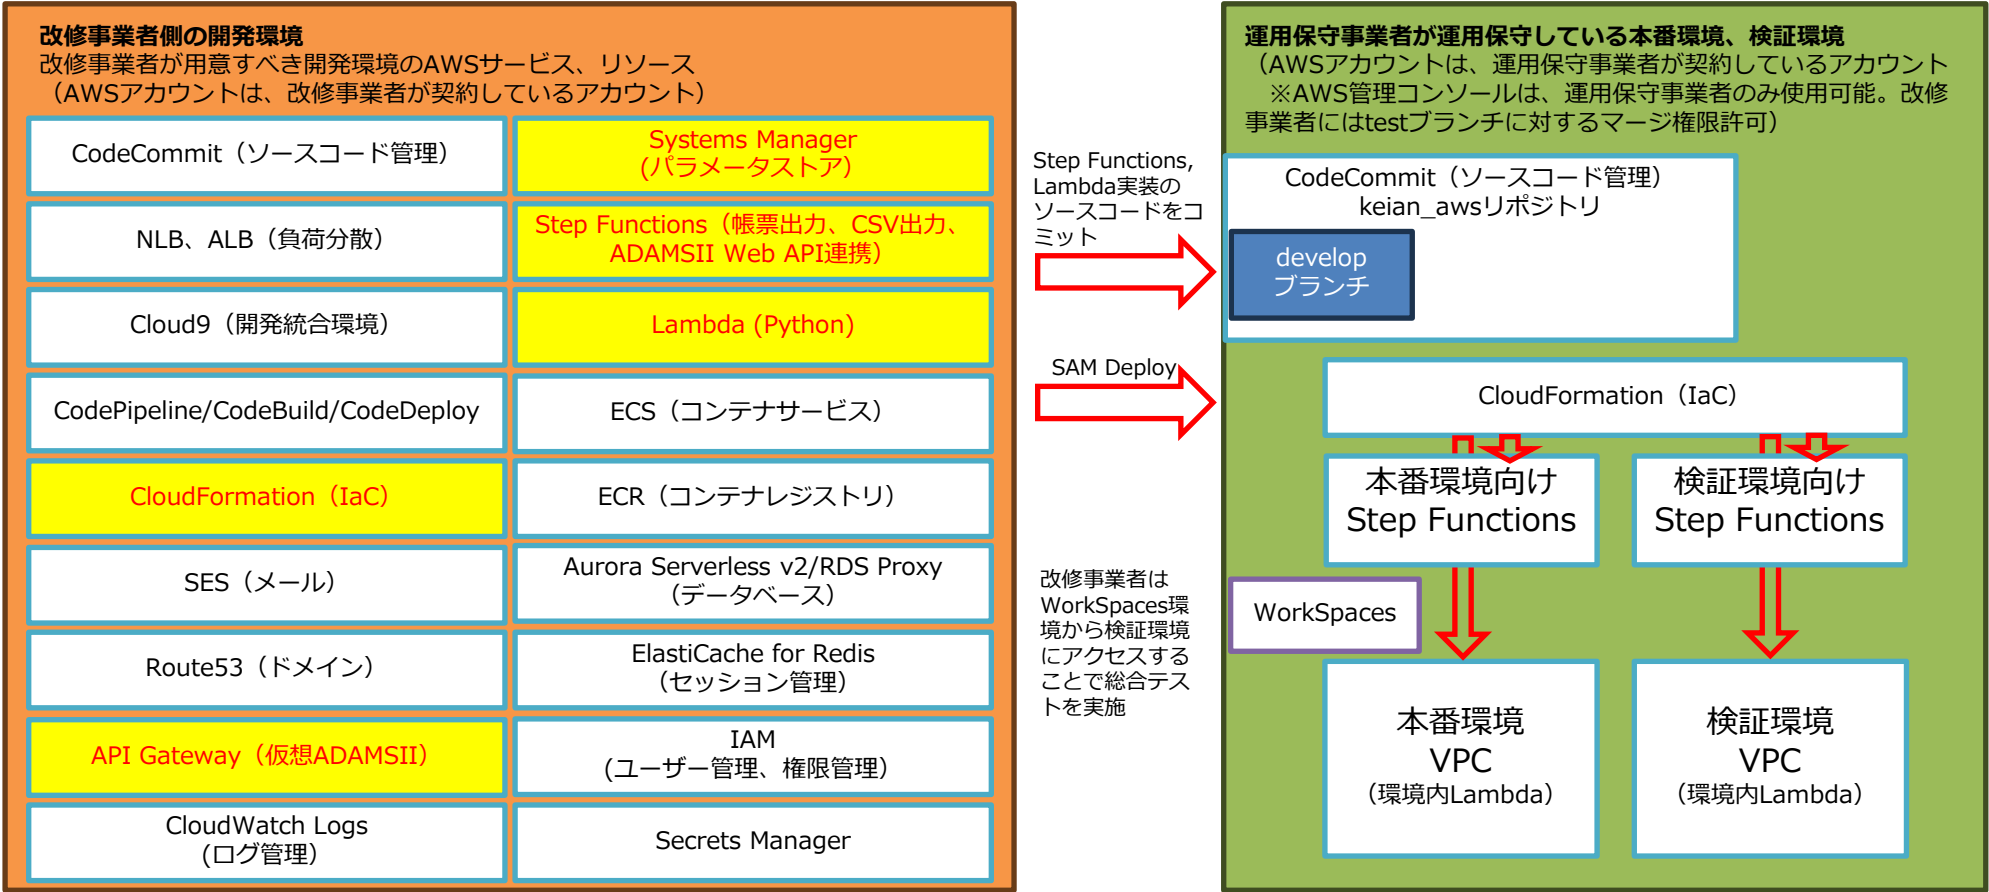 改修事業者側の開発環境
改修事業者が用意すべき開発環境のAWSサービス、リソース
（AWSアカウントは、改修事業者が契約しているアカウント）
CodeCommit（ソースコード管理）
Systems Manager
(パラメータストア）
NLB、ALB（負荷分散）
Step Functions（帳票出力、CSV出力、
ADAMSII Web API連携）
Cloud9（開発統合環境）
Lambda (Python)
CodePipeline/CodeBuild/CodeDeploy
ECS（コンテナサービス）
CloudFormation（IaC）
ECR（コンテナレジストリ）
SES（メール）
Aurora Serverless v2/RDS Proxy
（データベース）
Route53（ドメイン）
ElastiCache for Redis
（セッション管理）
API Gateway（仮想ADAMSII）
IAM
(ユーザー管理、権限管理）
CloudWatch Logs
(ログ管理）
Secrets Manager
Step Functions,
Lambda実装の
ソースコードをコ
ミット
SAM Deploy
改修事業者は
WorkSpaces環
境から検証環境
にアクセスする
ことで総合テス
トを実施
運用保守事業者が運用保守している本番環境、検証環境
（AWSアカウントは、運用保守事業者が契約しているアカウント
※AWS管理コンソールは、運用保守事業者のみ使用可能。改修
事業者にはtestブランチに対するマージ権限許可）
CodeCommit（ソースコード管理）
keian_awsリポジトリ
develop
ブランチ
CloudFormation（IaC）
本番環境向け
Step Functions
検証環境向け
Step Functions
WorkSpaces
本番環境
VPC
（環境内Lambda）
検証環境
VPC
（環境内Lambda）